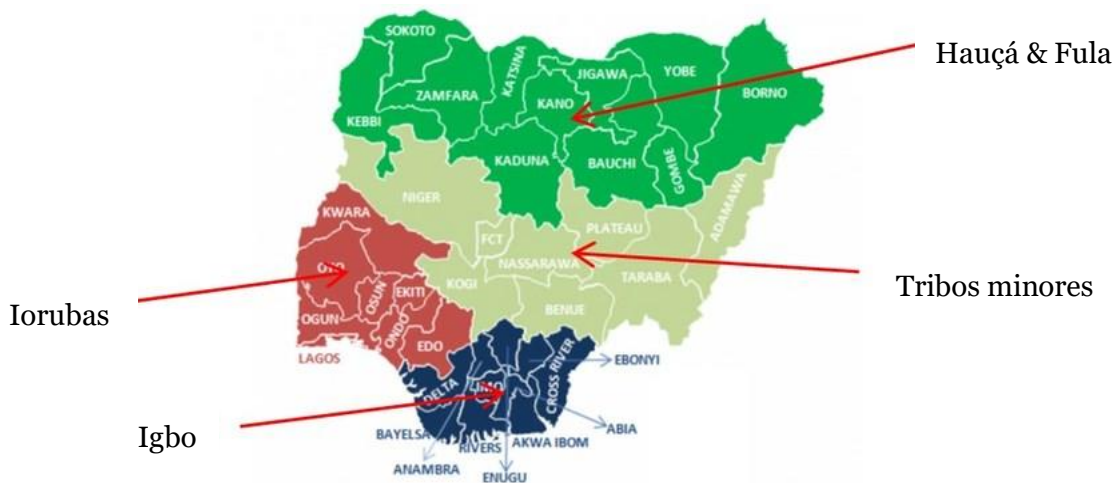 SOKOTO
KATSINA
JIGAWA
YOBE
Hauçá & Fula
ZAMFARA
KANO
BORNO
KEBBI
KADUNA
BAUCHI
GOMBE
NIGER
ADAMAWA
KWARA
PLATEAU
FCT
NASSARAWA
OYO
KOGI
TARABA
Tribos minores
Iorubas
OSUN
EKITI
OGUN
ONDO
BENUE
EDO
LAGOS
EBONYI
CROSS RIVER
DELTA
IMO
Igbo
ABIA
BAYELSA
RIVERS
AKWA IBOM
ANAMBRA
ENUGU